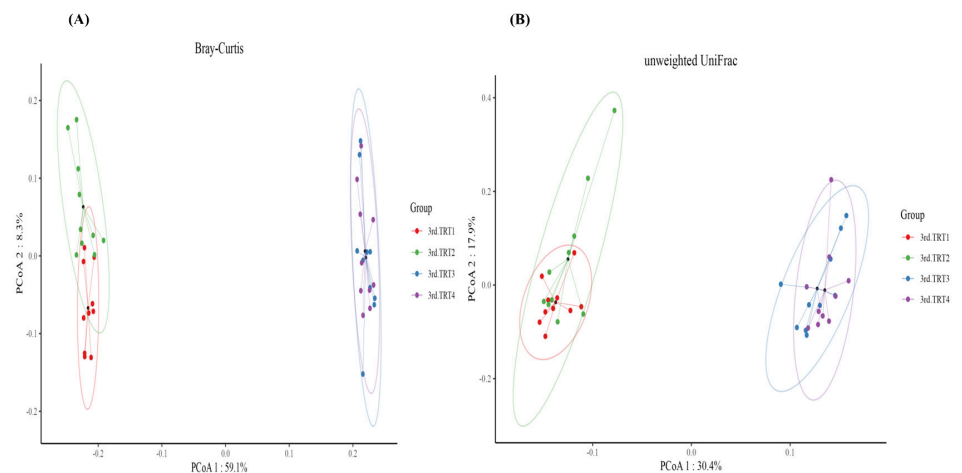 (A)
Bray-Curtis
0.2
0.1
0.0
-0.1
-0.2
PCoA 2 : 8.3%
-0.2
-0.1
0.0
0.1
0.2
PCoA 1 : 59.1%
Group
3rd.TRT1
3rd.TRT2
3rd.TRT3
3rd.TRT4
(B)
unweighted UniFrac
0.4
0.2
0.0
-0.2
PCoA 2 : 17.9%
-0.1
0.0
0.1
PCoA 1 : 30.4%
Group
3rd.TRT1
3rd.TRT2
3rd.TRT3
3rd.TRT4